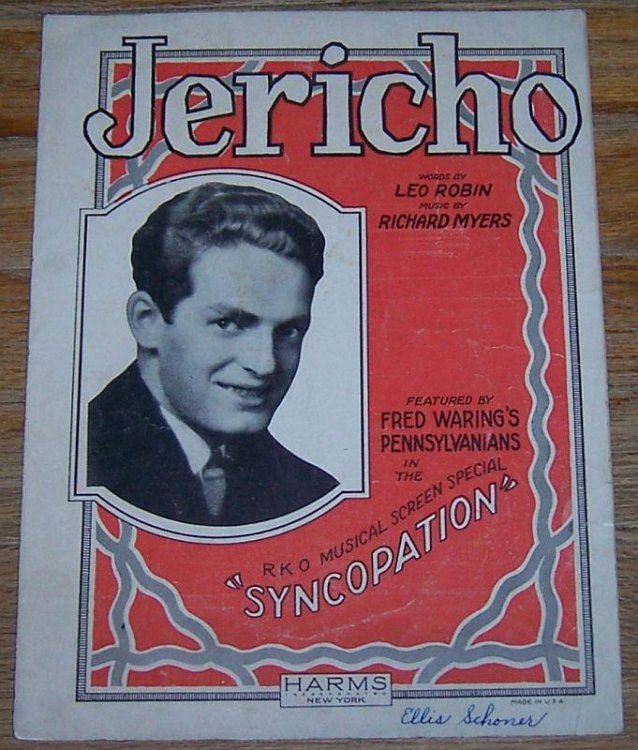 Jericho
WORDS BY
LEO ROBIN
MUSIC BY
RICHARD MYERS
FEATURED BY
FRED WARING'S
PENNSYLVANIANS
IN
THE
RKO MUSICAL SCREEN SPECIAL
"SYNCOPATION"
HARMS
INCORPORATED
NEW YORK
MADE IN U.S.A.
Ellis Schoner